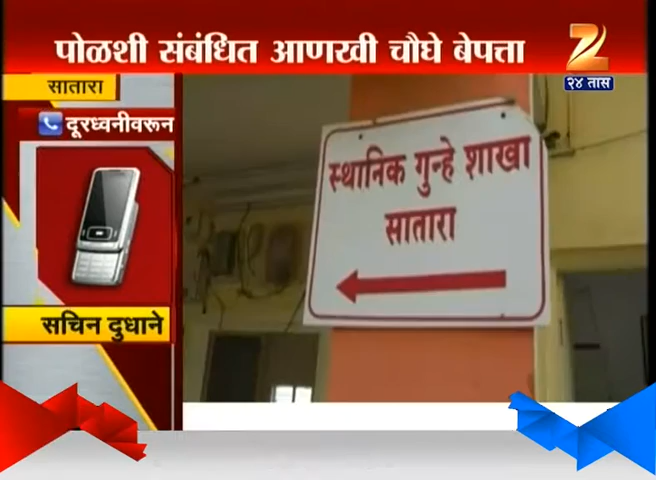 पोळशी संबंधित आणखी चौघे बेपत्ता
२४ तास
सातारा
दूरध्वनीवरून
सचिन दुधाने
स्थानिक गुन्हे शाखा
सातारा